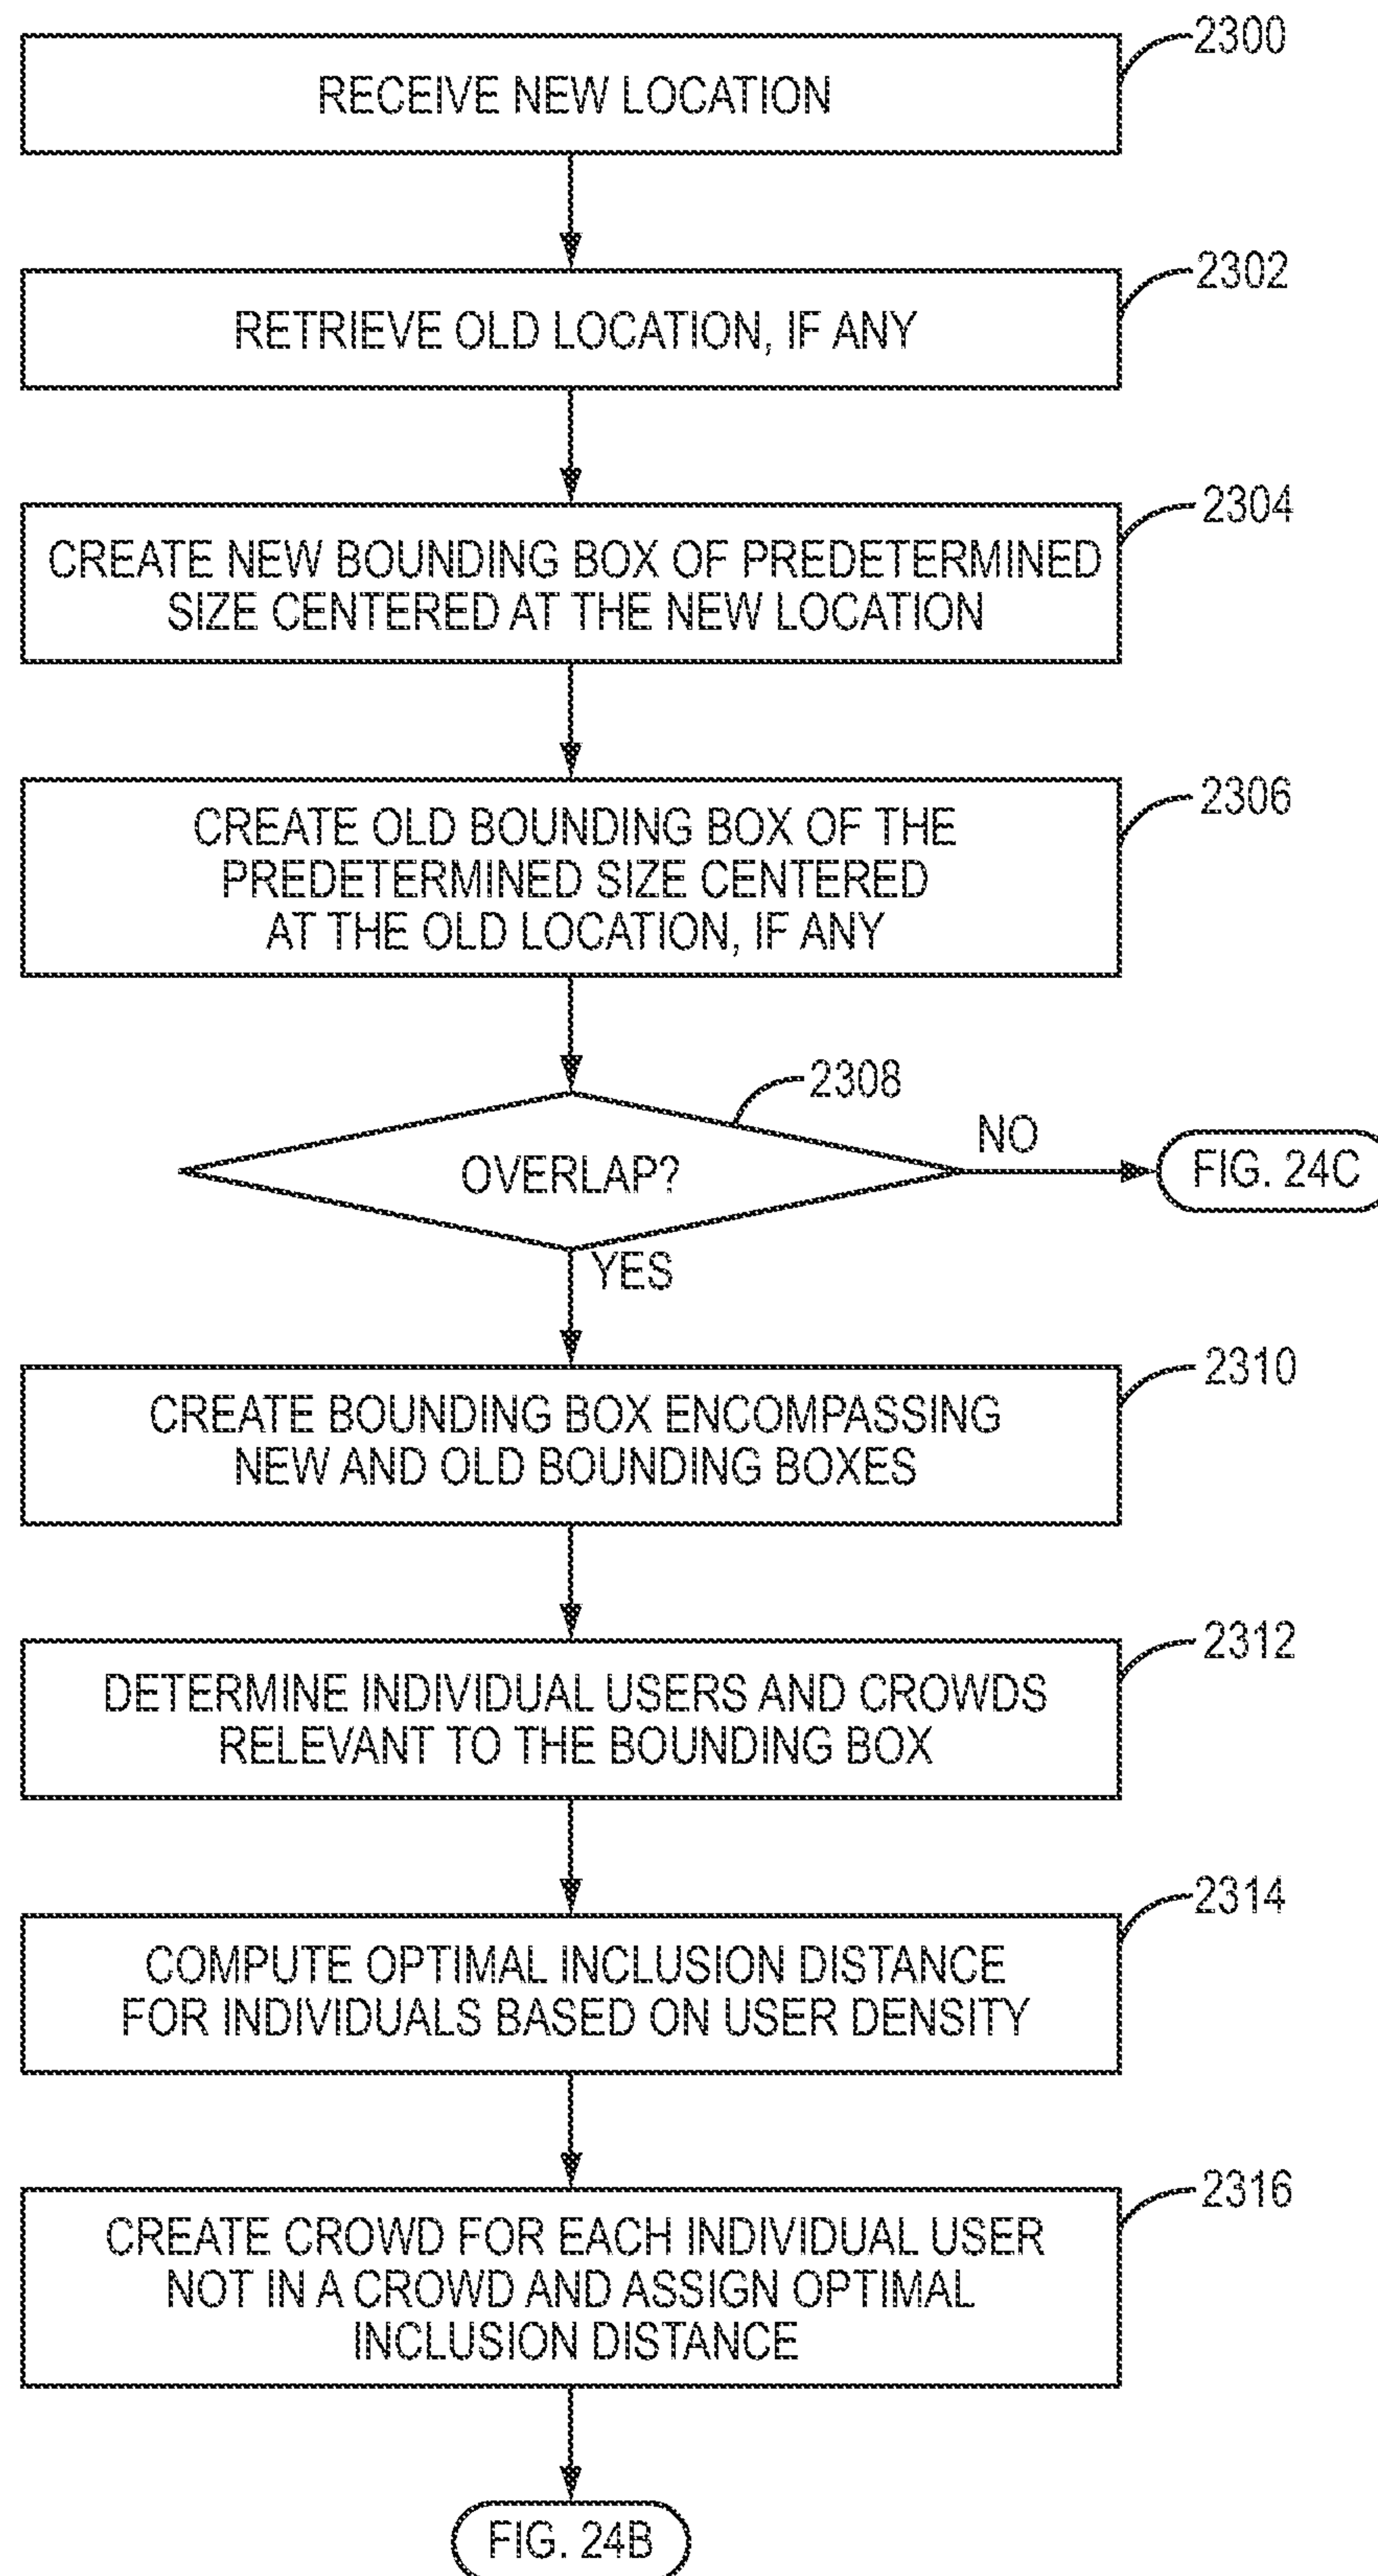 2300
RECEIVE NEW LOCATION
2302
RETRIEVE OLD LOCATION, IF ANY
2304
CREATE NEW BOUNDING BOX OF PREDETERMINED
SIZE CENTERED AT THE NEW LOCATION
2306
CREATE OLD BOUNDING BOX OF THE
PREDETERMINED SIZE CENTERED
AT THE OLD LOCATION, IF ANY
2308
OVERLAP?
NO
FIG. 24C
YES
2310
CREATE BOUNDING BOX ENCOMPASSING
NEW AND OLD BOUNDING BOXES
2312
DETERMINE INDIVIDUAL USERS AND CROWDS
RELEVANT TO THE BOUNDING BOX
2314
COMPUTE OPTIMAL INCLUSION DISTANCE
FOR INDIVIDUALS BASED ON USER DENSITY
2316
CREATE CROWD FOR EACH INDIVIDUAL USER
NOT IN A CROWD AND ASSIGN OPTIMAL
INCLUSION DISTANCE
FIG. 24B